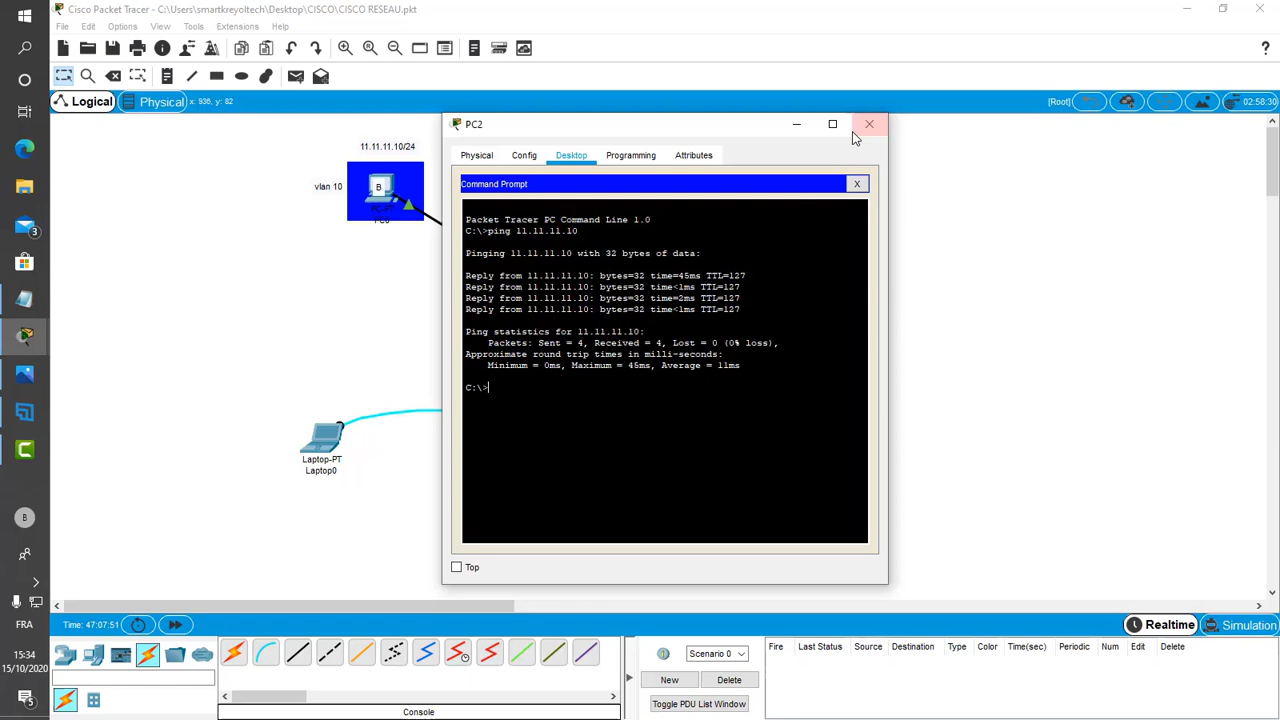 Cisco Packet Tracer - C:\Users\smartkreyoltech\Desktop\CISCO\CISCO RESEAU.pkt
File Edit Options View Tools Extensions Help
Logical Physical x: 936, y: 82 [Root] 02:58:30
11.11.11.10/24
vlan 10
B
PC-PT
PC0
Laptop-PT
Laptop0
PC2
Physical Config Desktop Programming Attributes
Command Prompt X
Packet Tracer PC Command Line 1.0
C:\>ping 11.11.11.10
Pinging 11.11.11.10 with 32 bytes of data:
Reply from 11.11.11.10: bytes=32 time=45ms TTL=127
Reply from 11.11.11.10: bytes=32 time<1ms TTL=127
Reply from 11.11.11.10: bytes=32 time=2ms TTL=127
Reply from 11.11.11.10: bytes=32 time<1ms TTL=127
Ping statistics for 11.11.11.10:
Packets: Sent = 4, Received = 4, Lost = 0 (0% loss),
Approximate round trip times in milli-seconds:
Minimum = 0ms, Maximum = 45ms, Average = 11ms
C:\>
Top
Time: 47:07:51 Realtime Simulation
Scenario 0
New Delete
Toggle PDU List Window
Fire Last Status Source Destination Type Color Time(sec) Periodic Num Edit Delete
Console
3
B
FRA
15:34
15/10/2020
5